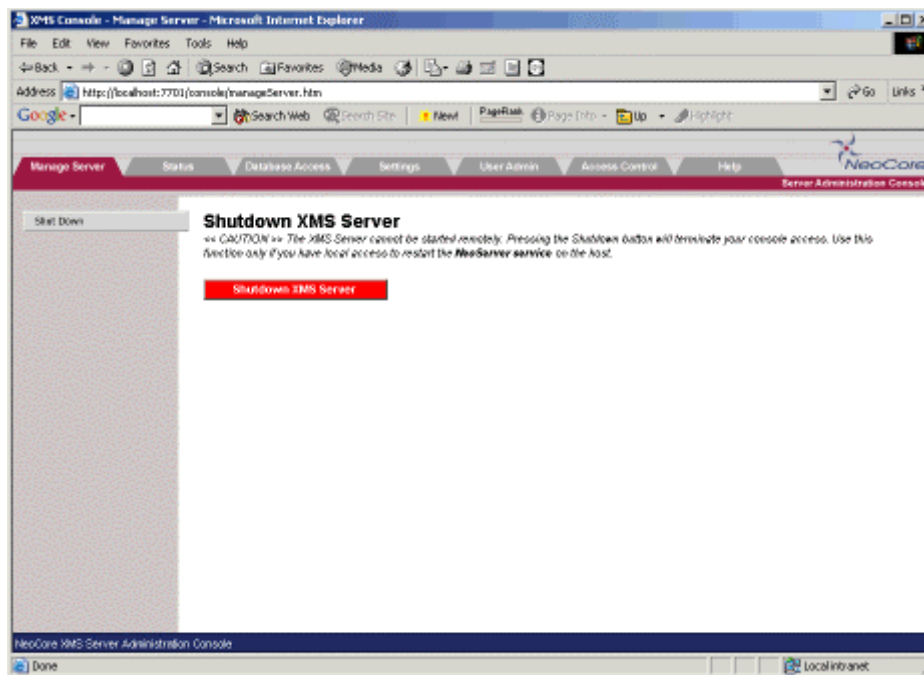 XMS Console - Manage Server - Microsoft Internet Explorer
File Edit View Favorites Tools Help
Back Search Favorites Media
Address http://localhost:7701/console/manageServer.htm Go Links
Google Search Web Search Site New! PageRank Page Info Up Highlight
NeoCore
Manage Server Status Database Access Settings User Admin Access Control Help
Server Administration Console
Shut Down
Shutdown XMS Server
<< CAUTION >> The XMS Server cannot be started remotely. Pressing the Shutdown button will terminate your console access. Use this
function only if you have local access to restart the NeoServer service on the host.
Shutdown XMS Server
NeoCore XMS Server Administration Console
Done Local intranet